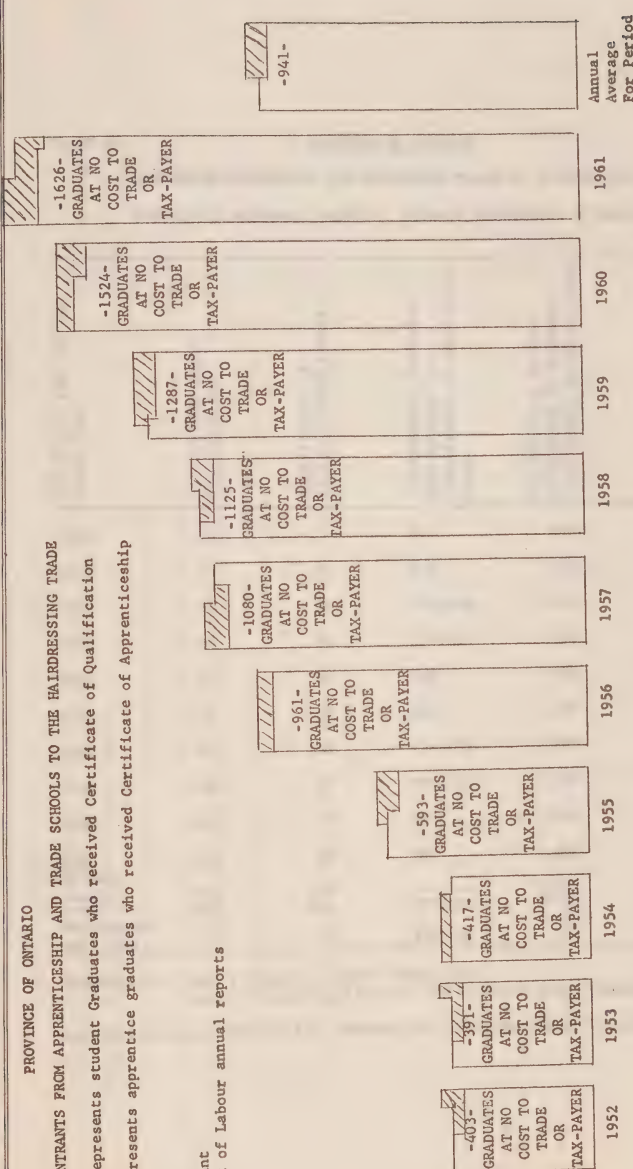 PROVINCE OF ONTARIO
NTRANTS FROM APPRENTICESHIP AND TRADE SCHOOLS TO THE HAIRDRESSING TRADE
epresents student Graduates who received Certificate of Qualification
resents apprentice graduates who received Certificate of Apprenticeship
nt
of Labour annual reports
-403-
GRADUATES
AT NO
COST TO
TRADE
OR
TAX-PAYER
1952
-391-
GRADUATES
AT NO
COST TO
TRADE
OR
TAX-PAYER
1953
-417-
GRADUATES
AT NO
COST TO
TRADE
OR
TAX-PAYER
1954
-593-
GRADUATES
AT NO
COST TO
TRADE
OR
TAX-PAYER
1955
-961-
GRADUATES
AT NO
COST TO
TRADE
OR
TAX-PAYER
1956
-1080-
GRADUATES
AT NO
COST TO
TRADE
OR
TAX-PAYER
1957
-1125-
GRADUATES
AT NO
COST TO
TRADE
OR
TAX-PAYER
1958
-1287-
GRADUATES
AT NO
COST TO
TRADE
OR
TAX-PAYER
1959
-1524-
GRADUATES
AT NO
COST TO
TRADE
OR
TAX-PAYER
1960
-1626-
GRADUATES
AT NO
COST TO
TRADE
OR
TAX-PAYER
1961
-941-
Annual
Average
For Period